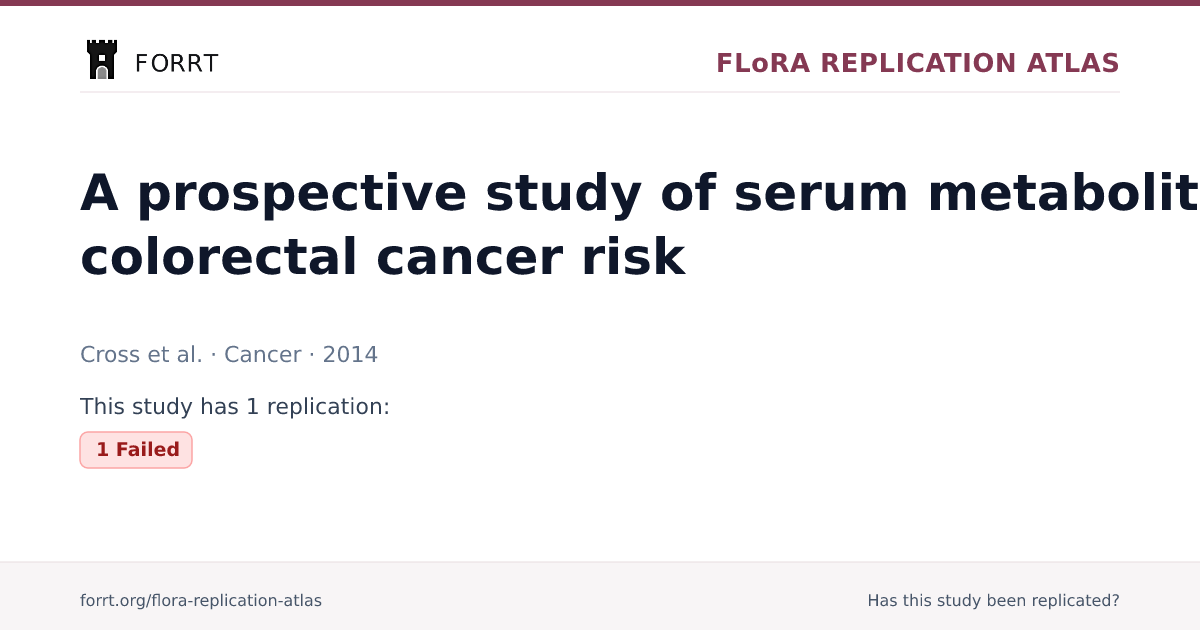 FORRT
FLoRA REPLICATION ATLAS
A prospective study of serum metabolit
colorectal cancer risk
Cross et al. · Cancer · 2014
This study has 1 replication:
1 Failed
forrt.org/flora-replication-atlas
Has this study been replicated?